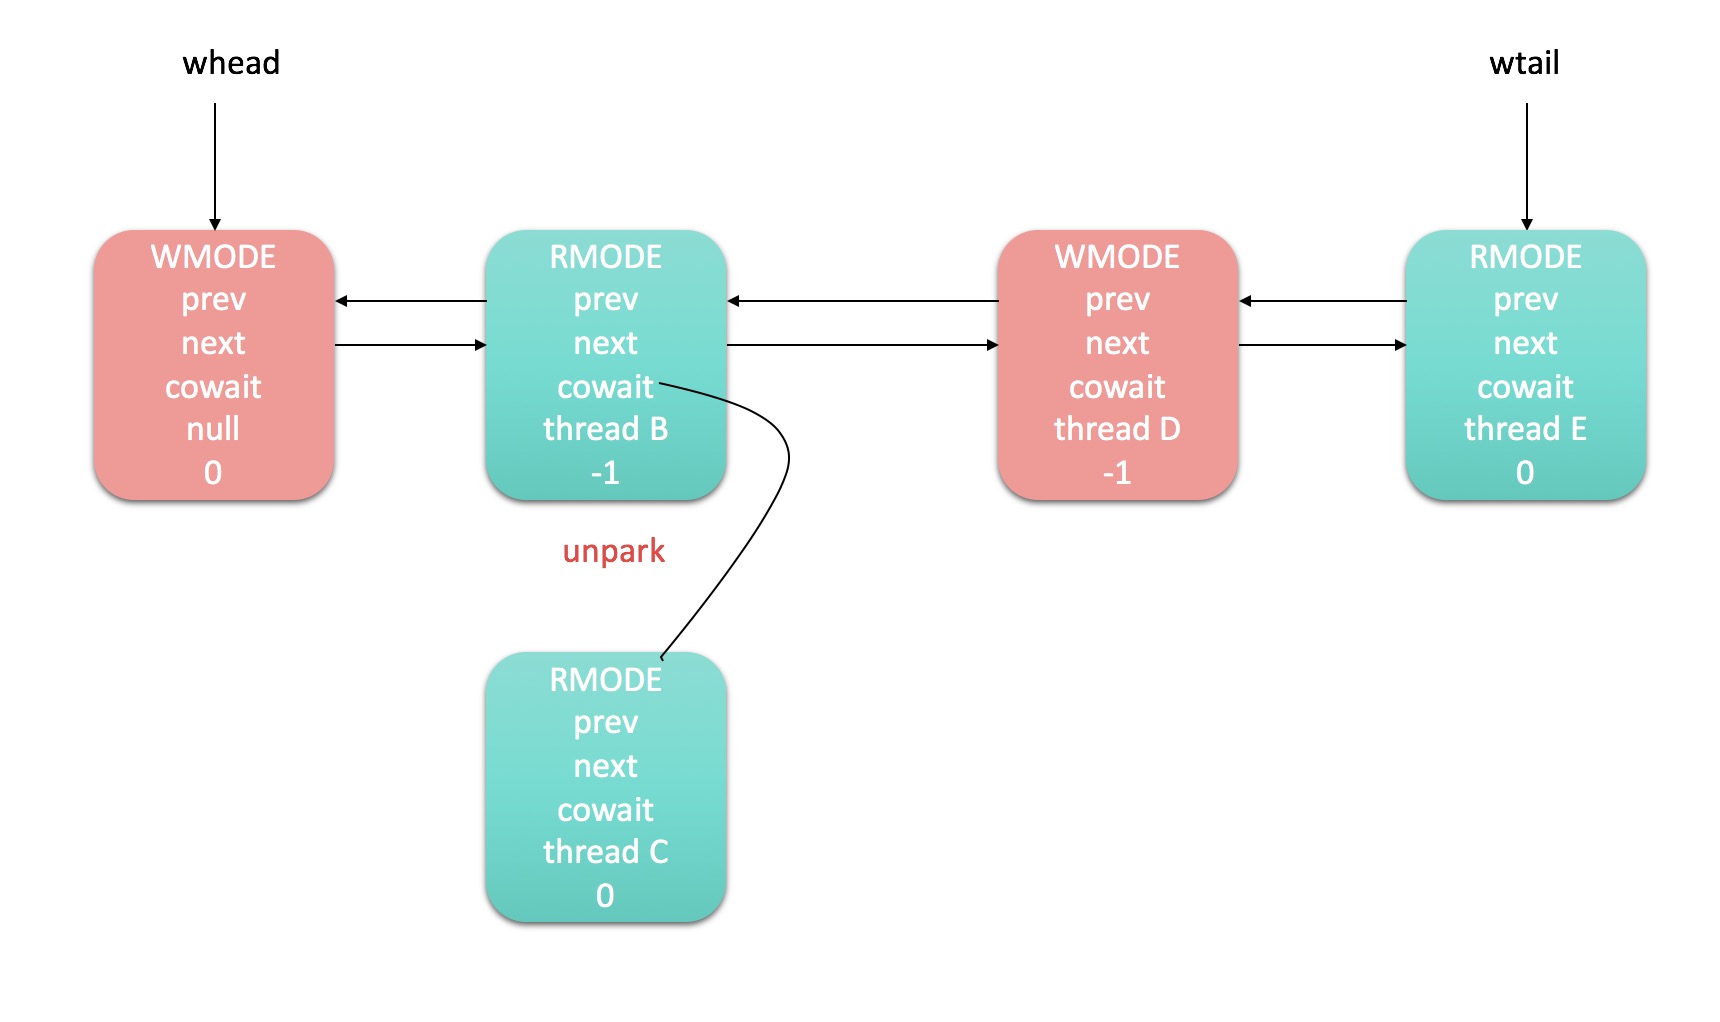 whead
wtail
WMODE
prev
next
cowait
null
0
RMODE
prev
next
cowait
thread B
-1
WMODE
prev
next
cowait
thread D
-1
RMODE
prev
next
cowait
thread E
0
unpark
RMODE
prev
next
cowait
thread C
0